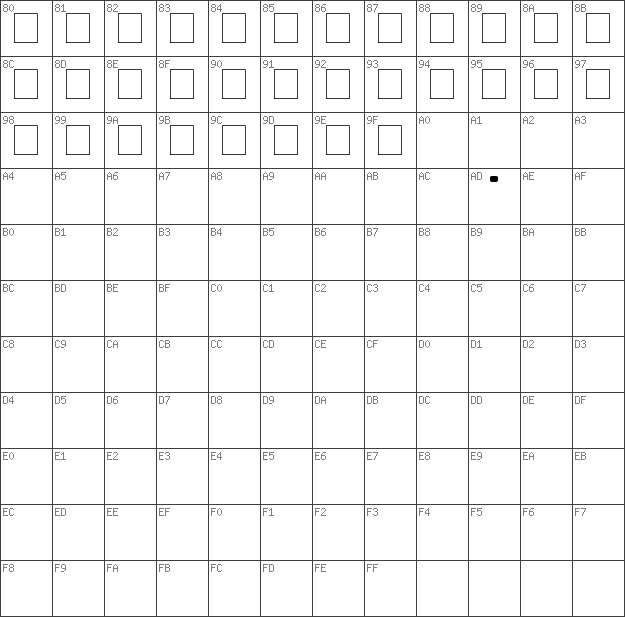 80 81 82 83 84 85 86 87 88 89 8A 8B
8C 8D 8E 8F 90 91 92 93 94 95 96 97
98 99 9A 9B 9C 9D 9E 9F A0 A1 A2 A3
A4 A5 A6 A7 A8 A9 AA AB AC AD - AE AF
B0 B1 B2 B3 B4 B5 B6 B7 B8 B9 BA BB
BC BD BE BF C0 C1 C2 C3 C4 C5 C6 C7
C8 C9 CA CB CC CD CE CF D0 D1 D2 D3
D4 D5 D6 D7 D8 D9 DA DB DC DD DE DF
E0 E1 E2 E3 E4 E5 E6 E7 E8 E9 EA EB
EC ED EE EF F0 F1 F2 F3 F4 F5 F6 F7
F8 F9 FA FB FC FD FE FF